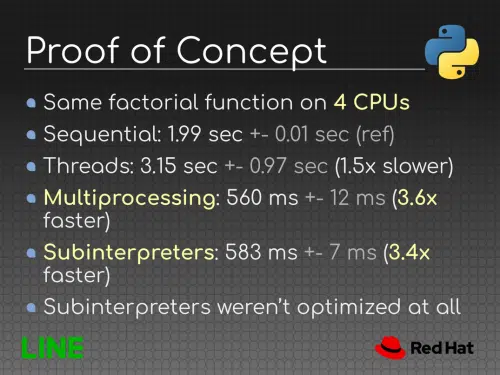 Proof of Concept
Same factorial function on 4 CPUs
Sequential: 1.99 sec +- 0.01 sec (ref)
Threads: 3.15 sec +- 0.97 sec (1.5x slower)
Multiprocessing: 560 ms +- 12 ms (3.6x
faster)
Subinterpreters: 583 ms +- 7 ms (3.4x
faster)
Subinterpreters weren't optimized at all
LINE
Red Hat